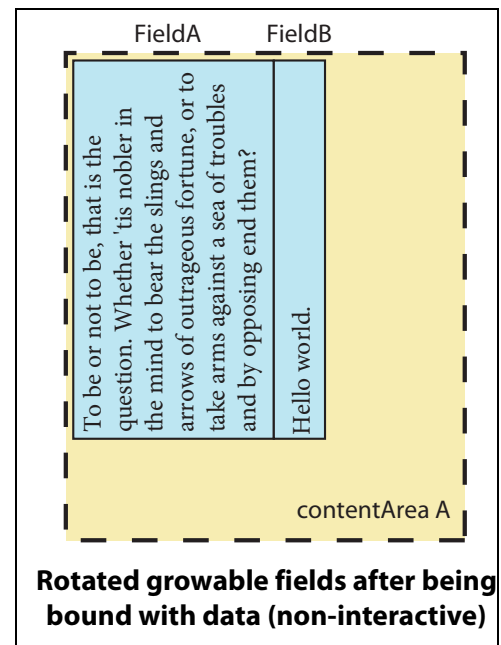 FieldA FieldB
To be or not to be, that is the
question. Whether 'tis nobler in
the mind to bear the slings and
arrows of outrageous fortune, or to
take arms against a sea of troubles
and by opposing end them?
Hello world.
contentArea A
Rotated growable fields after being
bound with data (non-interactive)